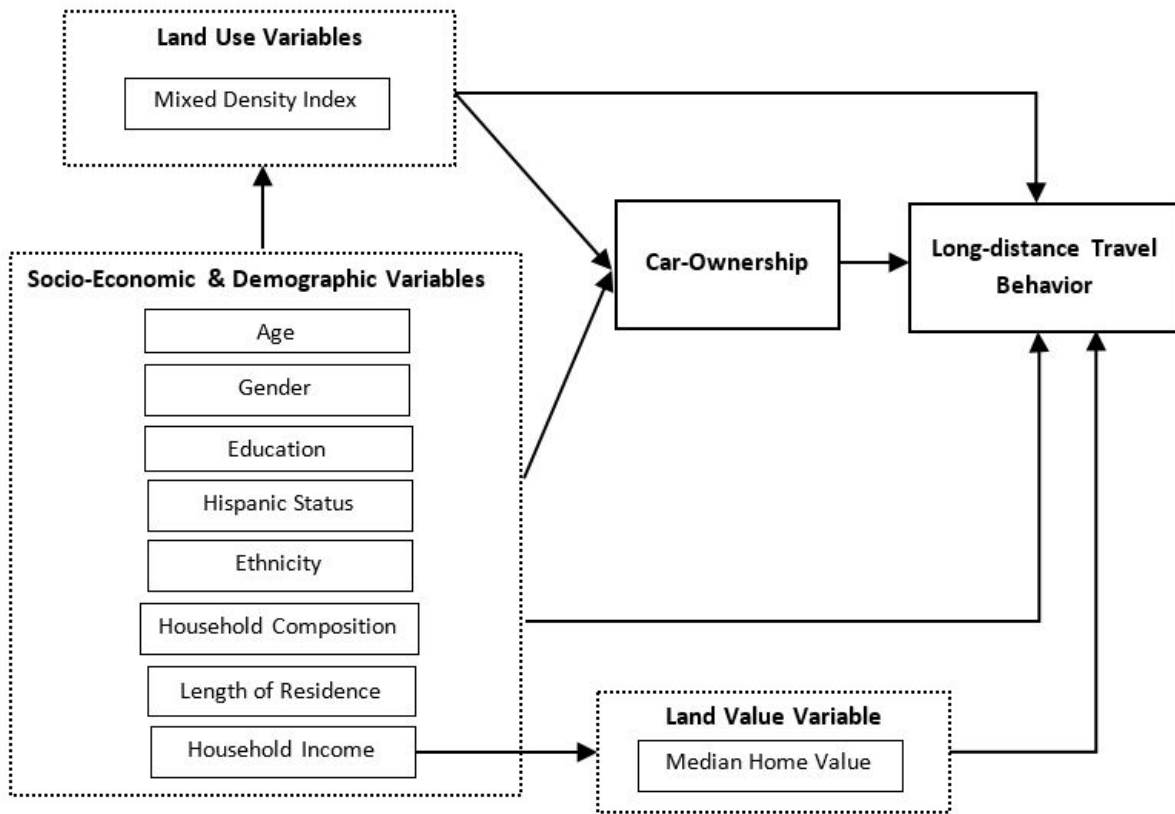 Land Use Variables
Mixed Density Index
Socio-Economic & Demographic Variables
Age
Gender
Education
Hispanic Status
Ethnicity
Household Composition
Length of Residence
Household Income
Car-Ownership
Long-distance Travel
Behavior
Land Value Variable
Median Home Value